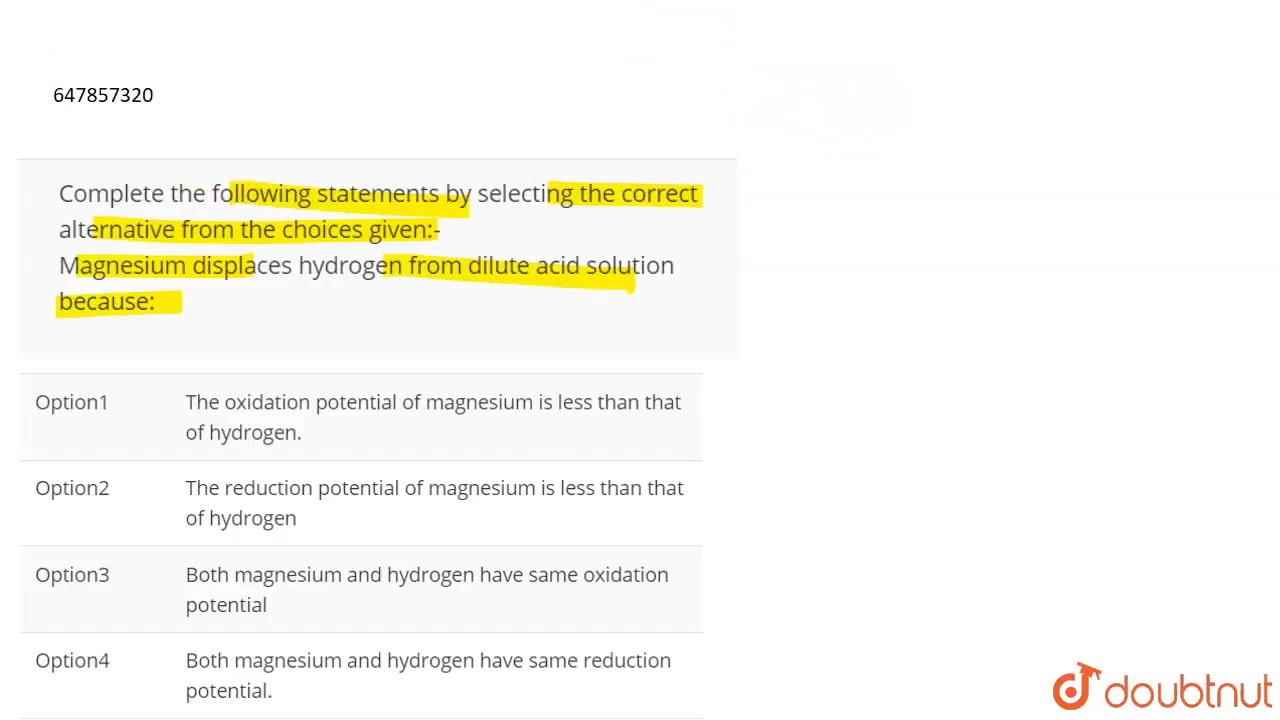 647857320
Complete the following statements by selecting the correct
alternative from the choices given:-
Magnesium displaces hydrogen from dilute acid solution
because:
Option1 The oxidation potential of magnesium is less than that
of hydrogen.
Option2 The reduction potential of magnesium is less than that
of hydrogen
Option3 Both magnesium and hydrogen have same oxidation
potential
Option4 Both magnesium and hydrogen have same reduction
potential.
doubtnut